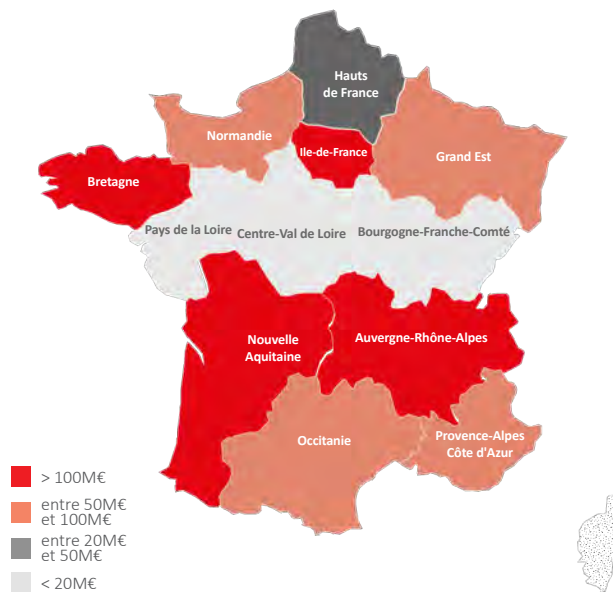 Hauts
de France
Normandie
Ile-de-France
Grand Est
Bretagne
Pays de la Loire
Centre-Val de Loire
Bourgogne-Franche-Comté
Nouvelle
Aquitaine
Auvergne-Rhône-Alpes
Occitanie
Provence-Alpes
Côte d'Azur
> 100M€
entre 50M€
et 100M€
entre 20M€
et 50M€
< 20M€